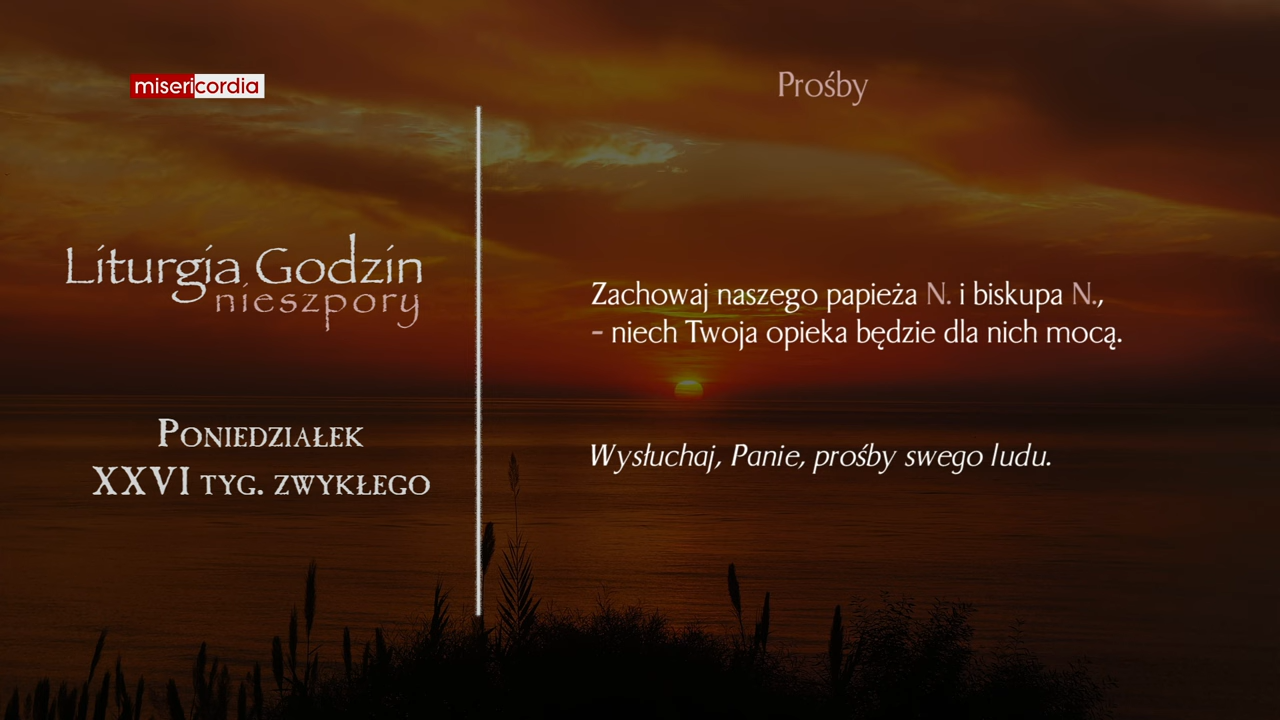 misericordia
Liturgia Godzin
nieszpory
Poniedziałek
XXVI tyg. zwykłego
Prośby
Zachowaj naszego papieża N. i biskupa N.,
- niech Twoja opieka będzie dla nich mocą.
Wysłuchaj, Panie, prośby swego ludu.